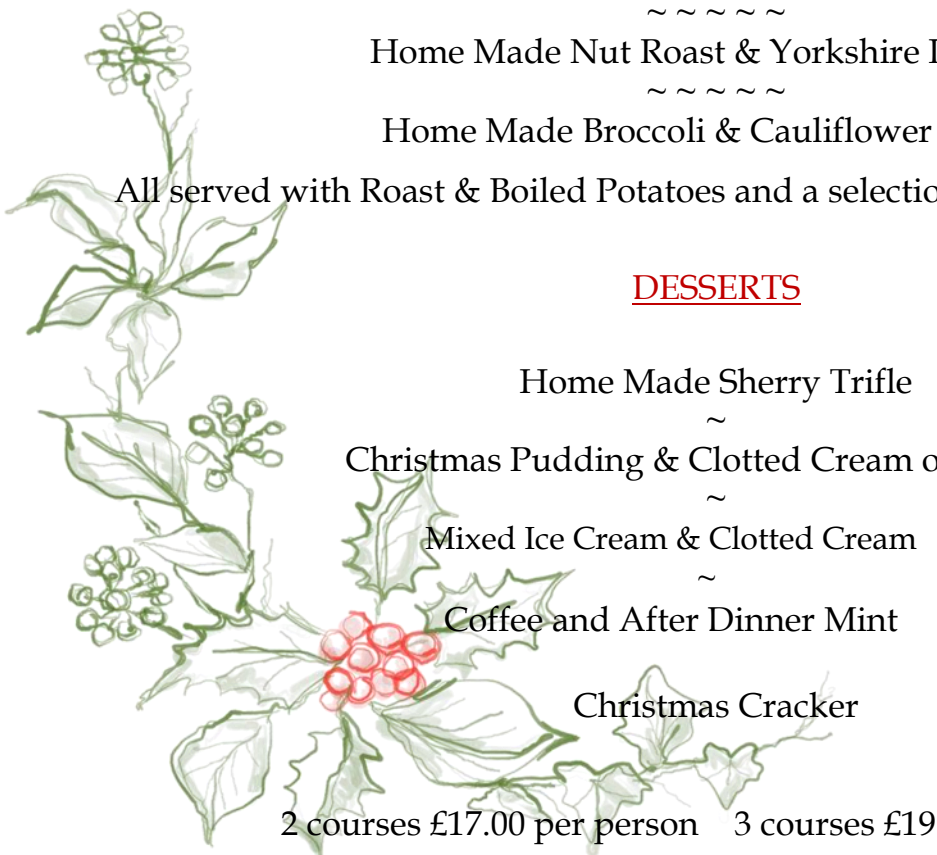 ~ ~ ~ ~ ~
Home Made Nut Roast & Yorkshire
~ ~ ~ ~ ~
Home Made Broccoli & Cauliflower
All served with Roast & Boiled Potatoes and a
DESSERTS
Home Made Sherry Trifle
~
Christmas Pudding & Clotted Cream
~
Mixed Ice Cream & Clotted Cream
~
Coffee and After Dinner Mint
Christmas Cracker
2 courses £17.00 per person 3 courses £19